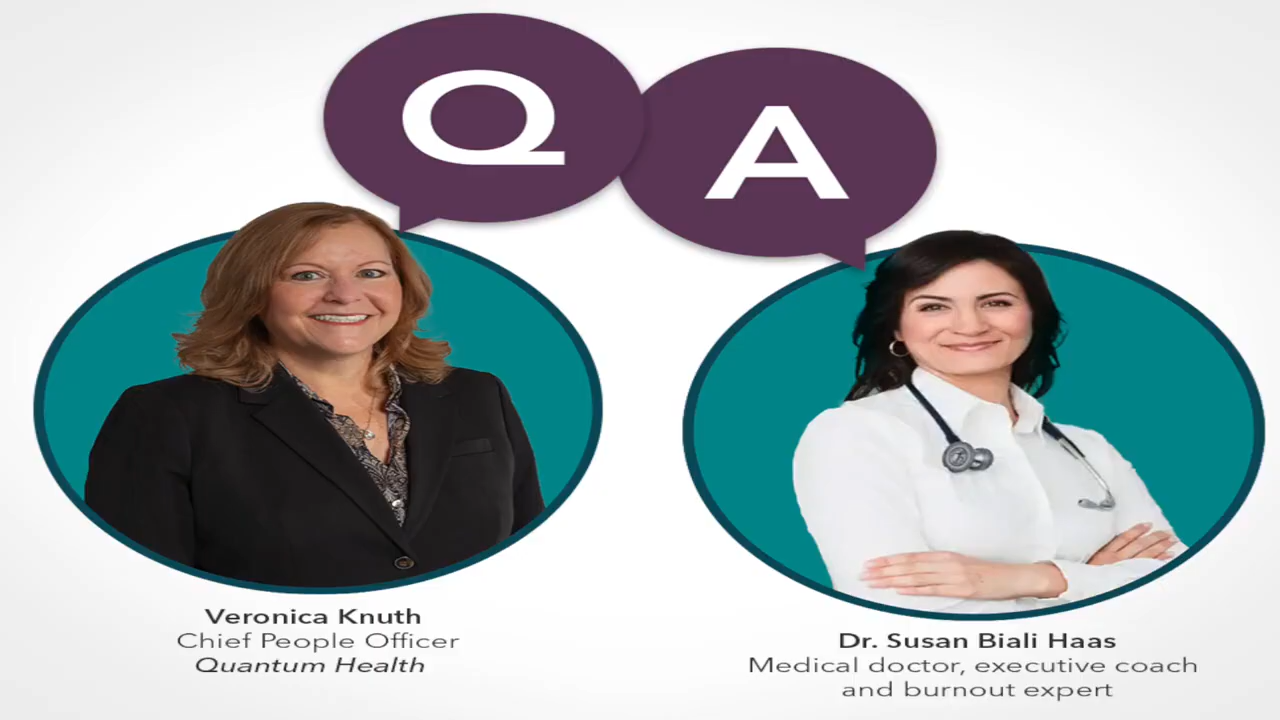 Q
A
Veronica Knuth
Chief People Officer
Quantum Health
Dr. Susan Biali Haas
Medical doctor, executive coach
and burnout expert